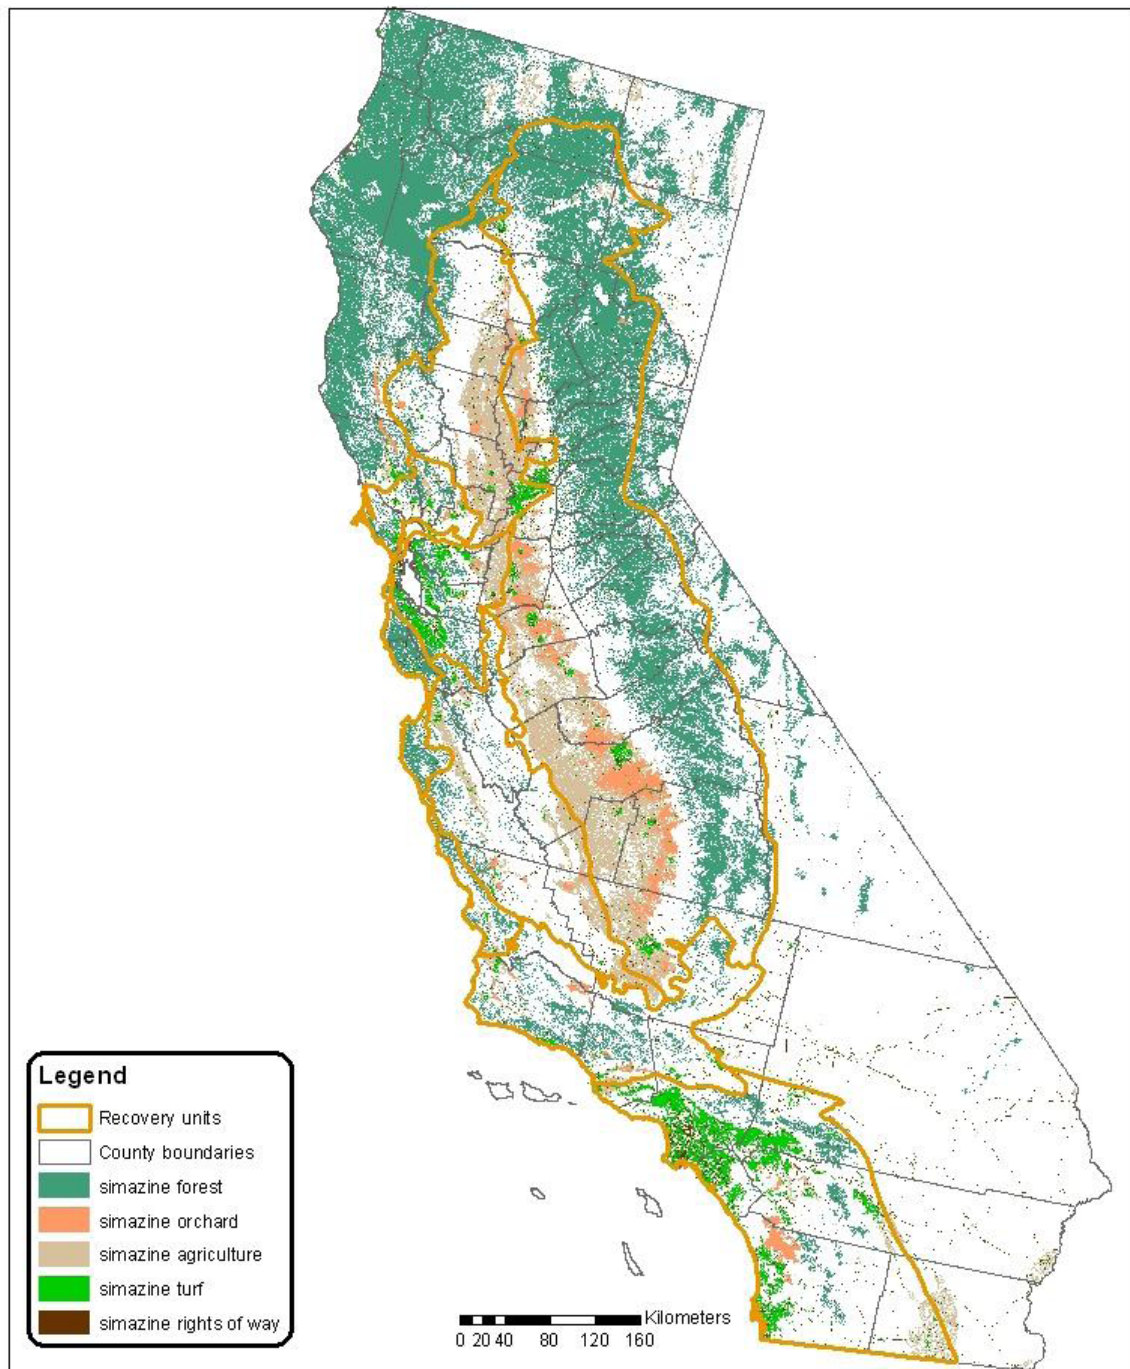 Legend
Recovery units
County boundaries
simazine forest
simazine orchard
simazine agriculture
simazine turf
simazine rights of way
Kilometers
0 20 40 80 120 160